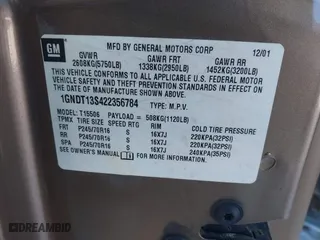 GM
MFD BY GENERAL MOTORS CORP 12/01
GVWR GAWR FRT GAWR RR
2608KG(5750LB) 1338KG(2950LB) 1452KG(3200LB)
THIS VEHICLE CONFORMS TO ALL APPLICABLE U.S. FEDERAL MOTOR
VEHICLE SAFETY AND THEFT PREVENTION STANDARDS IN EFFECT ON
THE DATE OF MANUFACTURE SHOWN ABOVE.
1GNDT13S422356784 TYPE: M.P.V.
MODEL: T15506 PAYLOAD = 508KG(1120LB)
TPMX TIRE SIZE SPEED RTG RIM COLD TIRE PRESSURE
FRT P245/70R16 S 16X7J 220KPA(32PSI)
RR P245/70R16 S 16X7J 220KPA(32PSI)
SPA P245/70R16 S 16X7J 240KPA(35PSI)
SEE OWNER'S MANUAL FOR MORE INFORMATION.